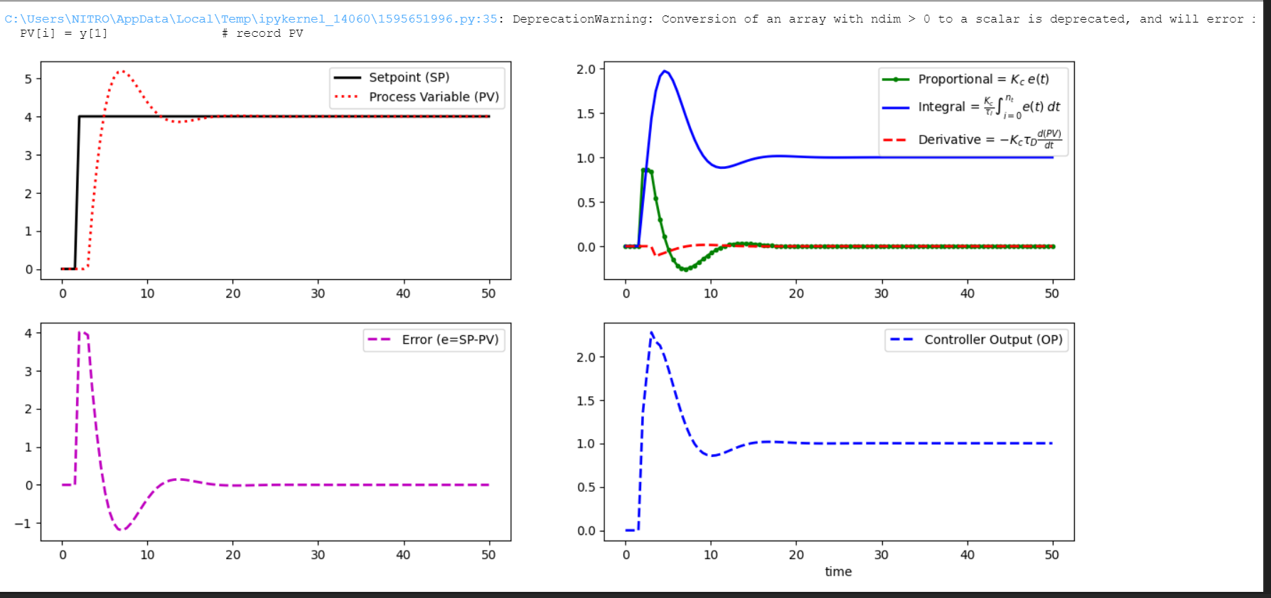 C:\Users\NITRO\AppData\Local\Temp\ipykernel_14060\1595651996.py:35: DeprecationWarning: Conversion of an array with ndim > 0 to a scalar is deprecated, and will error
PV[i] = y[1] # record PV
Setpoint (SP)
Process Variable (PV)
5
4
3
2
1
0
0 10 20 30 40 50
Proportional = K_c e(t)
Integral = \frac{K_c}{τ_I} ∫_{i=0}^{n_t} e(t) dt
Derivative = −K_c τ_D \frac{d(PV)}{dt}
2.0
1.5
1.0
0.5
0.0
0 10 20 30 40 50
Error (e=SP-PV)
4
3
2
1
0
−1
0 10 20 30 40 50
Controller Output (OP)
2.0
1.5
1.0
0.5
0.0
0 10 20 30 40 50
time